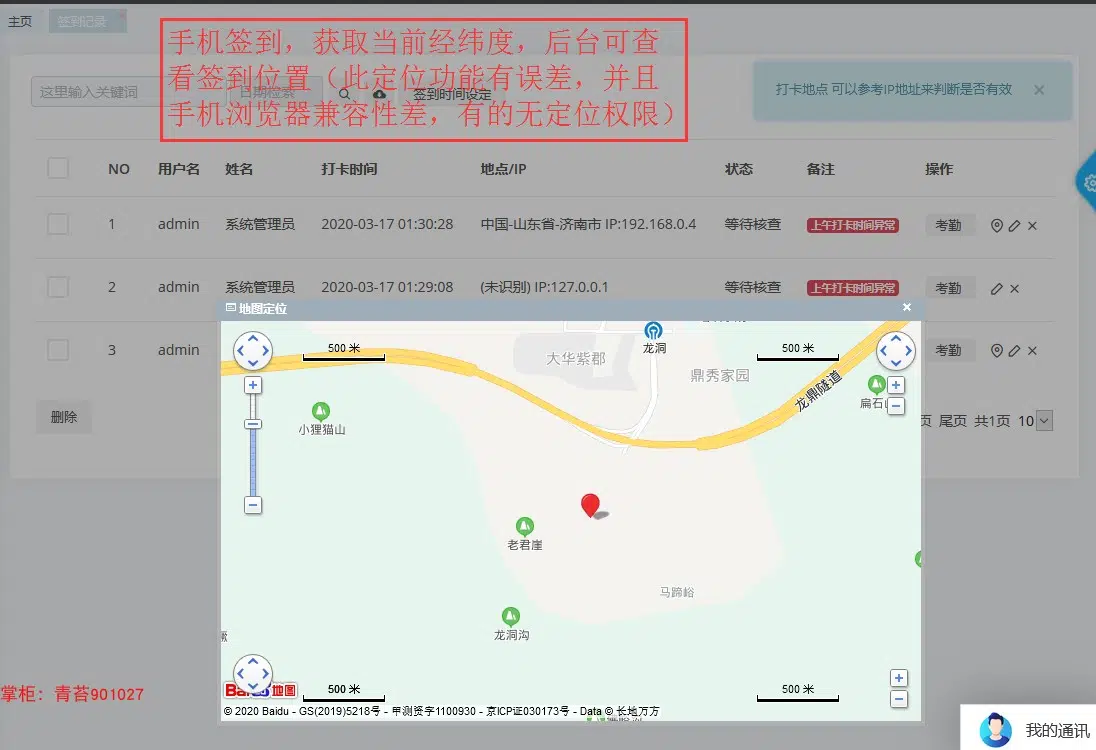 主页 签到记录
手机签到，获取当前经纬度，后台可查
看签到位置（此定位功能有误差，并且
手机浏览器兼容性差，有的无定位权限）
这里输入关键词 日期检索 签到时间设定
打卡地点 可以参考IP地址来判断是否有效 ×
NO 用户名 姓名 打卡时间 地点/IP 状态 备注 操作
1 admin 系统管理员 2020-03-17 01:30:28 中国-山东省-济南市 IP:192.168.0.4 等待核查 上午打卡时间异常 考勤
2 admin 系统管理员 2020-03-17 01:29:08 (未识别) IP:127.0.0.1 等待核查 上午打卡时间异常 考勤
地图定位 ×
3 admin 考勤
500 米 龙洞 500 米
大华紫郡
鼎秀家园
龙鼎隧道
扁石山
小狸猫山
删除
页 尾页 共1页 10
老君崖
马蹄峪
龙洞沟
掌柜：青苔901027
Bai 地图 500 米 500 米
© 2020 Baidu - GS(2019)5218号 - 甲测资字1100930 - 京ICP证030173号 - Data © 长地万方
我的通讯